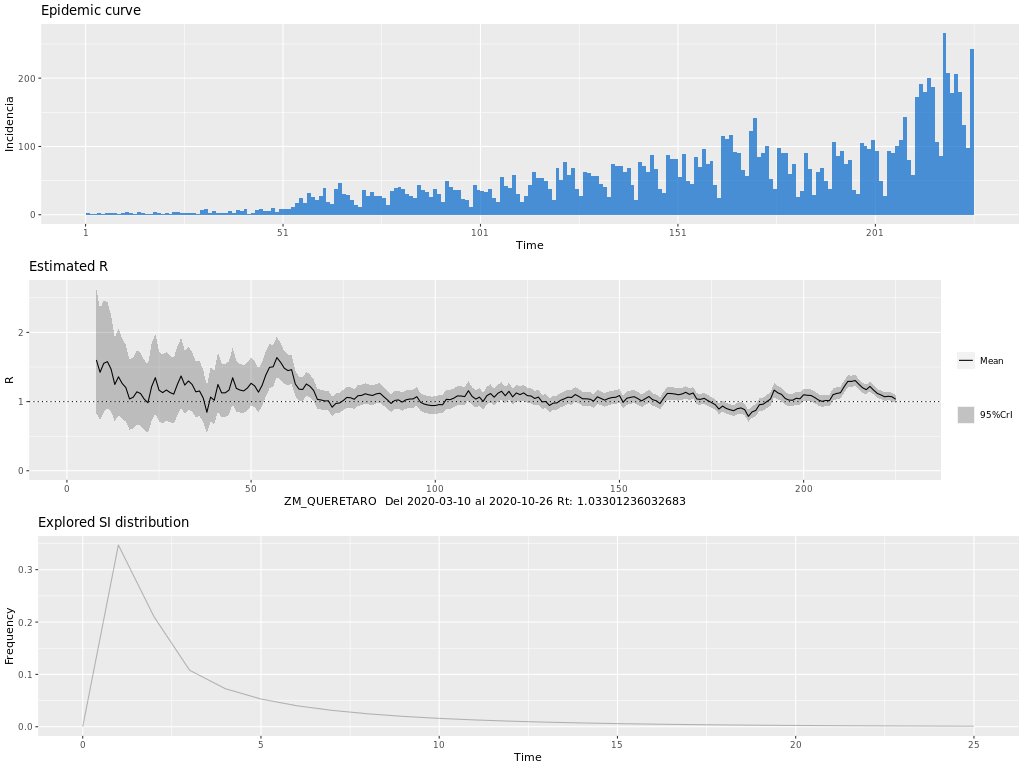 Epidemic curve
Incidencia
200
100
0
1 51 101 151 201
Time
Estimated R
R
2
1
0
0 50 100 150 200
Mean
95%CrI
ZM_QUERETARO Del 2020-03-10 al 2020-10-26 Rt: 1.03301236032683
Explored SI distribution
Frequency
0.3
0.2
0.1
0.0
0 5 10 15 20 25
Time